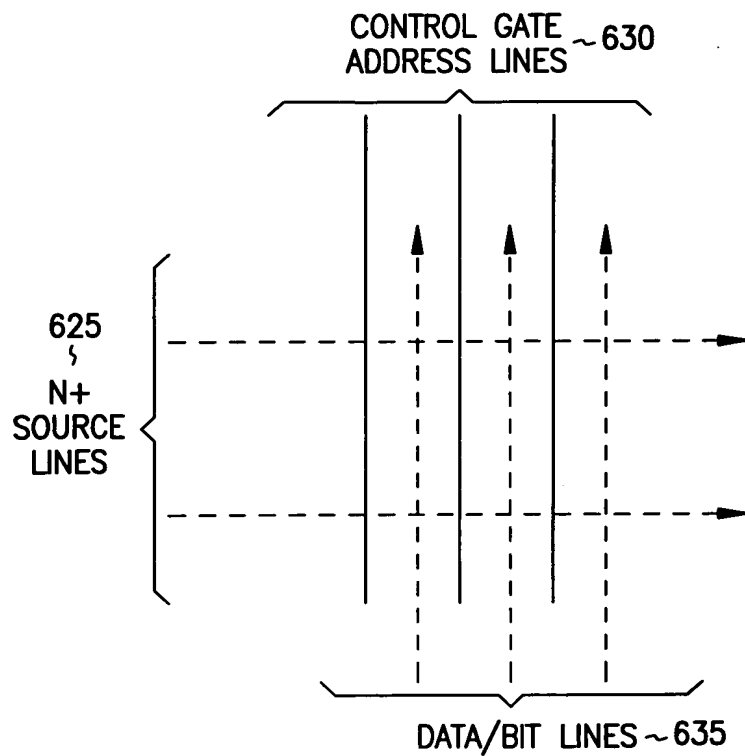 CONTROL GATE
ADDRESS LINES ~630
625
N+
SOURCE
LINES
DATA/BIT LINES ~635